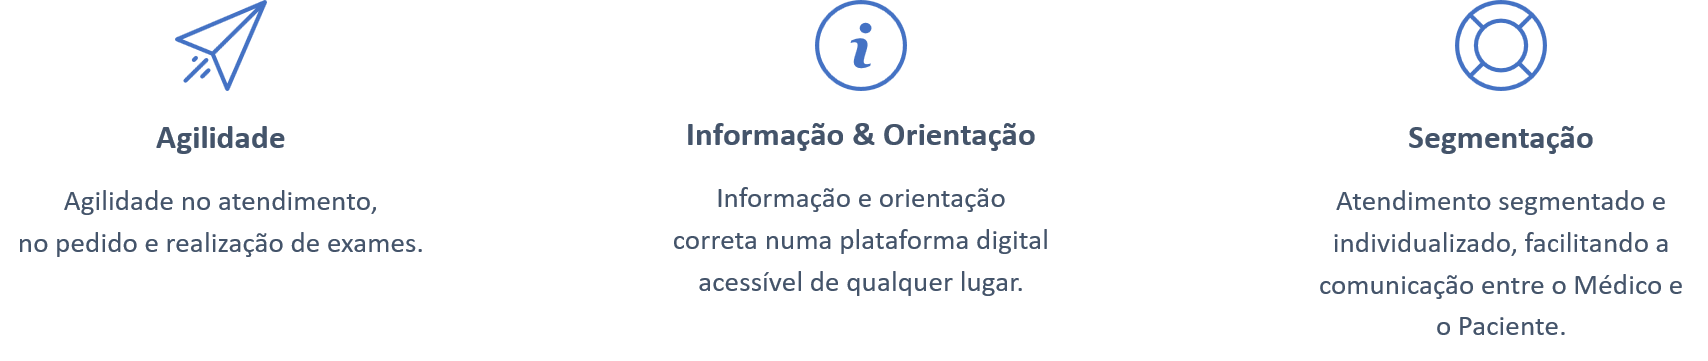 Agilidade
Agilidade no atendimento,
no pedido e realização de exames.
Informação & Orientação
Informação e orientação
correta numa plataforma digital
acessível de qualquer lugar.
Segmentação
Atendimento segmentado e
individualizado, facilitando a
comunicação entre o Médico e
o Paciente.